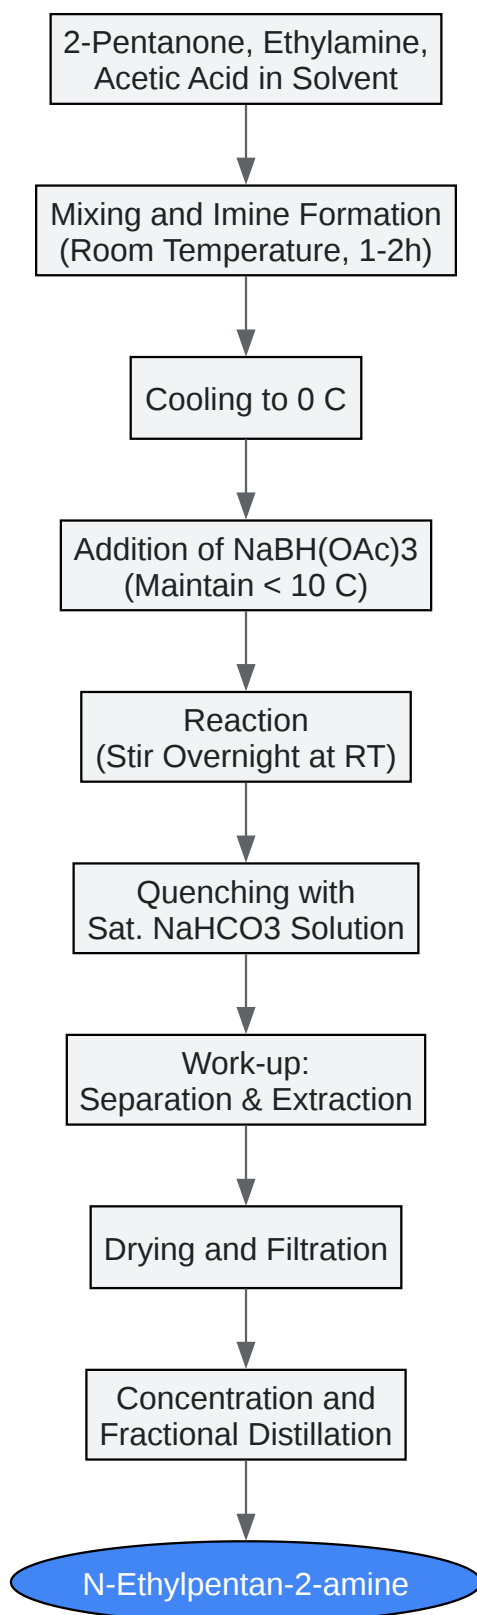 2-Pentanone, Ethylamine,
Acetic Acid in Solvent
Mixing and Imine Formation
(Room Temperature, 1-2h)
Cooling to 0 C
Addition of NaBH(OAc)3
(Maintain < 10 C)
Reaction
(Stir Overnight at RT)
Quenching with
Sat. NaHCO3 Solution
Work-up:
Separation & Extraction
Drying and Filtration
Concentration and
Fractional Distillation
N-Ethylpentan-2-amine